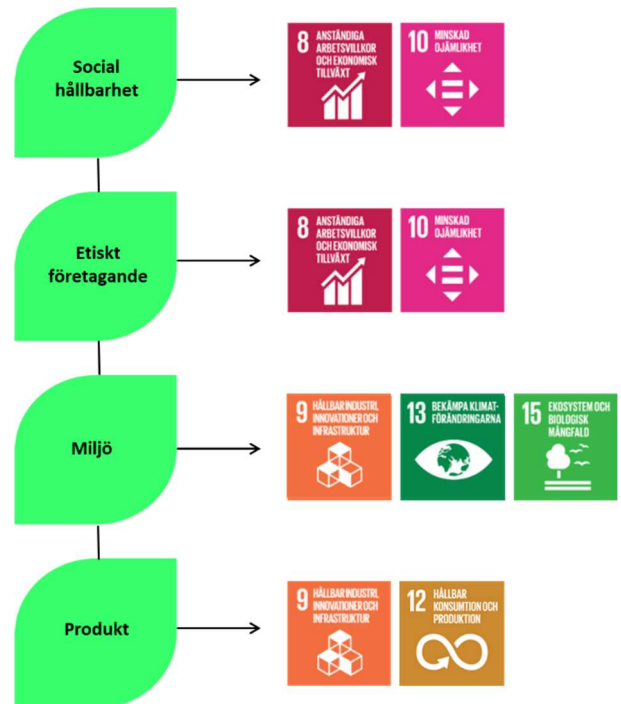 Social
hållbarhet
8 ANSTÄNDIGA
ARBETSVILLKOR
OCH EKONOMISK
TILLVÄXT
10 MINSKAD
OJÄMLIKHET
Etiskt
företagande
8 ANSTÄNDIGA
ARBETSVILLKOR
OCH EKONOMISK
TILLVÄXT
10 MINSKAD
OJÄMLIKHET
Miljö
9 HÅLLBAR INDUSTRI,
INNOVATIONER OCH
INFRASTRUKTUR
13 BEKÄMPA KLIMAT-
FÖRÄNDRINGARNA
15 EKOSYSTEM OCH
BIOLOGISK
MÅNGFALD
Produkt
9 HÅLLBAR INDUSTRI,
INNOVATIONER OCH
INFRASTRUKTUR
12 HÅLLBAR
KONSUMTION OCH
PRODUKTION